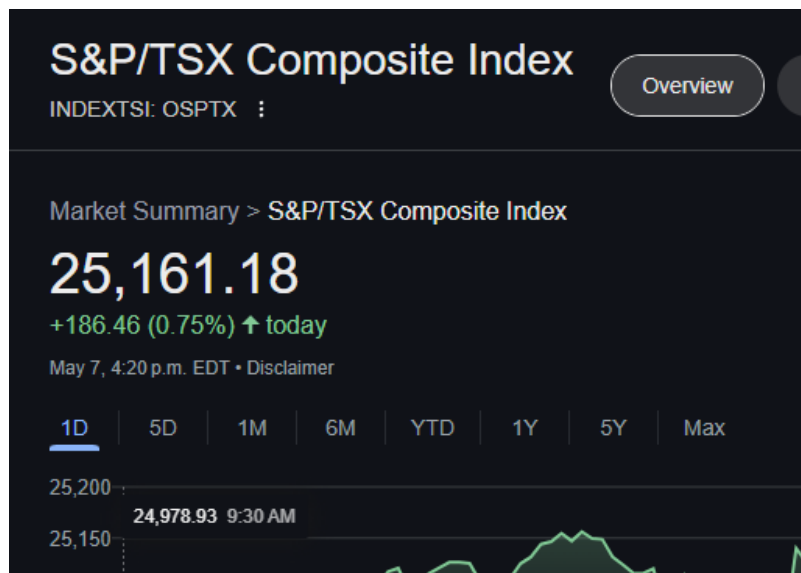 S&P/TSX Composite Index
Overview
INDEXTSI: OSPTX
Market Summary > S&P/TSX Composite Index
25,161.18
+186.46 (0.75%) ↑ today
May 7, 4:20 p.m. EDT • Disclaimer
1D 5D 1M 6M YTD 1Y 5Y Max
25,200
24,978.93 9:30 AM
25,150